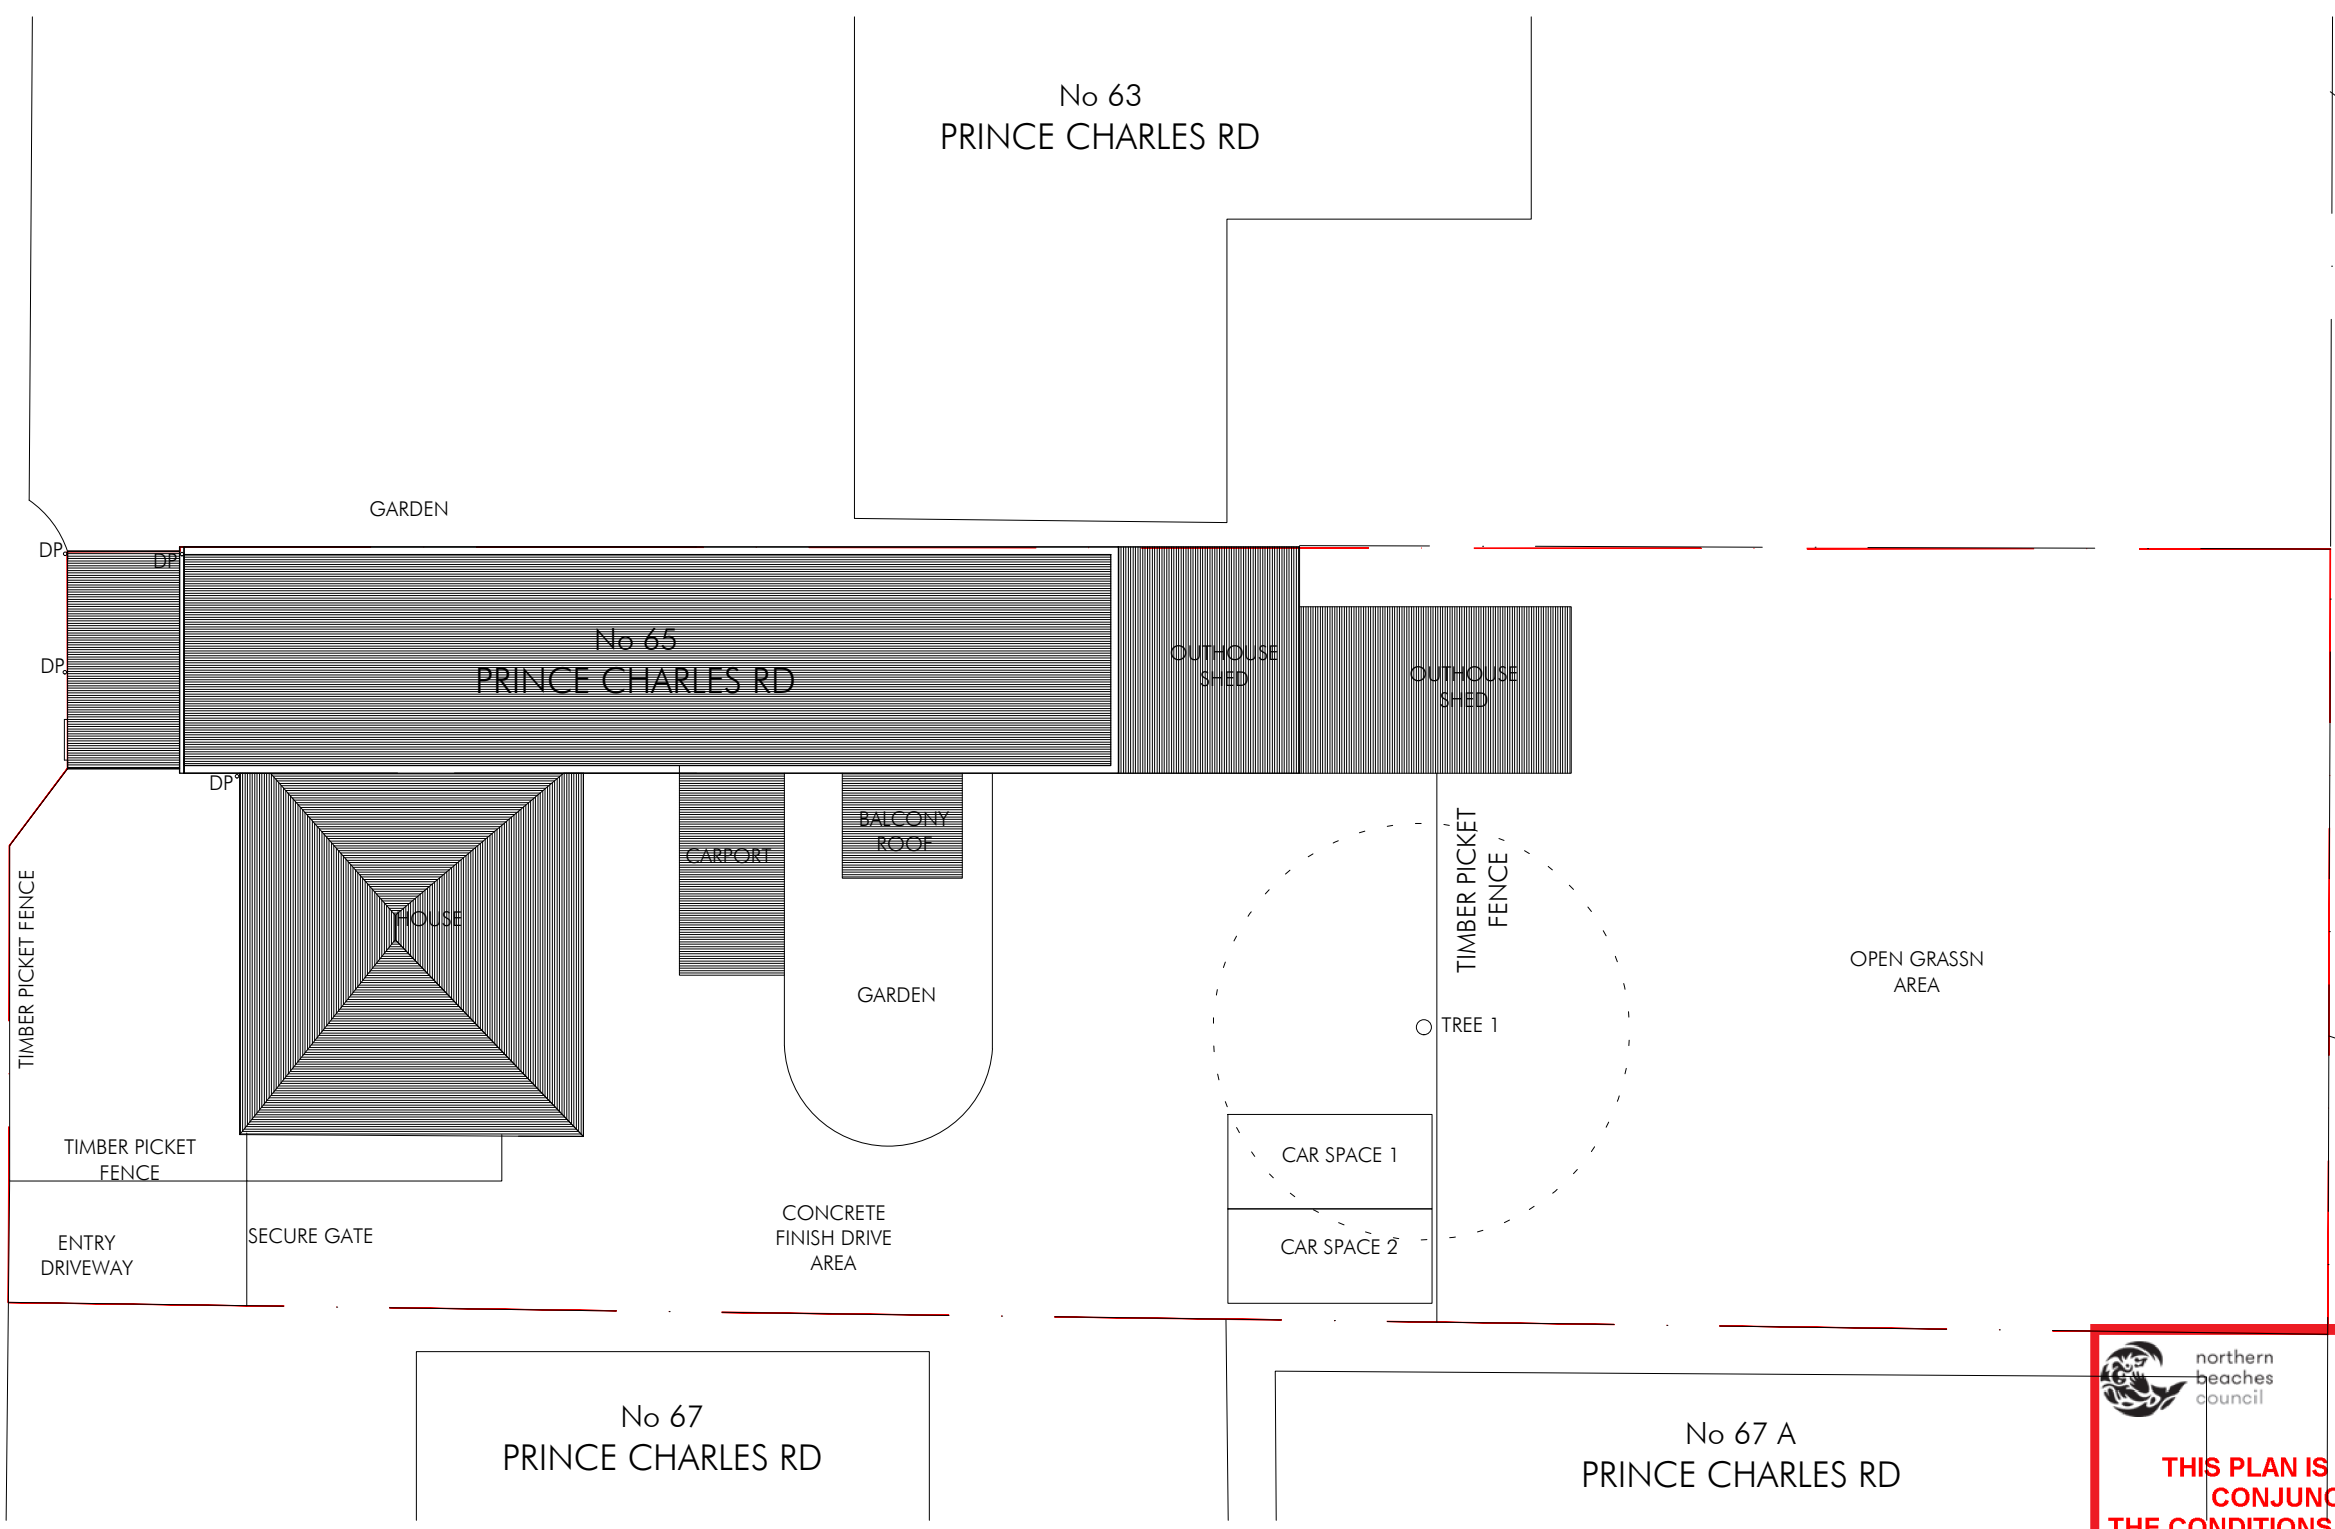 No 63
PRINCE CHARLES RD
GARDEN
DP
DP
No 65
PRINCE CHARLES RD
OUTHOUSE
SHED
OUTHOUSE
SHED
DP
DP
BALCONY
ROOF
CARPORT
HOUSE
TIMBER PICKET FENCE
TIMBER PICKET
FENCE
OPEN GRASSN
AREA
GARDEN
TREE 1
TIMBER PICKET
FENCE
CAR SPACE 1
CONCRETE
FINISH DRIVE
AREA
SECURE GATE
ENTRY
DRIVEWAY
CAR SPACE 2
northern
beaches
council
No 67
PRINCE CHARLES RD
No 67 A
PRINCE CHARLES RD
THIS PLAN IS
CONJUNC
THE CONDITIONS